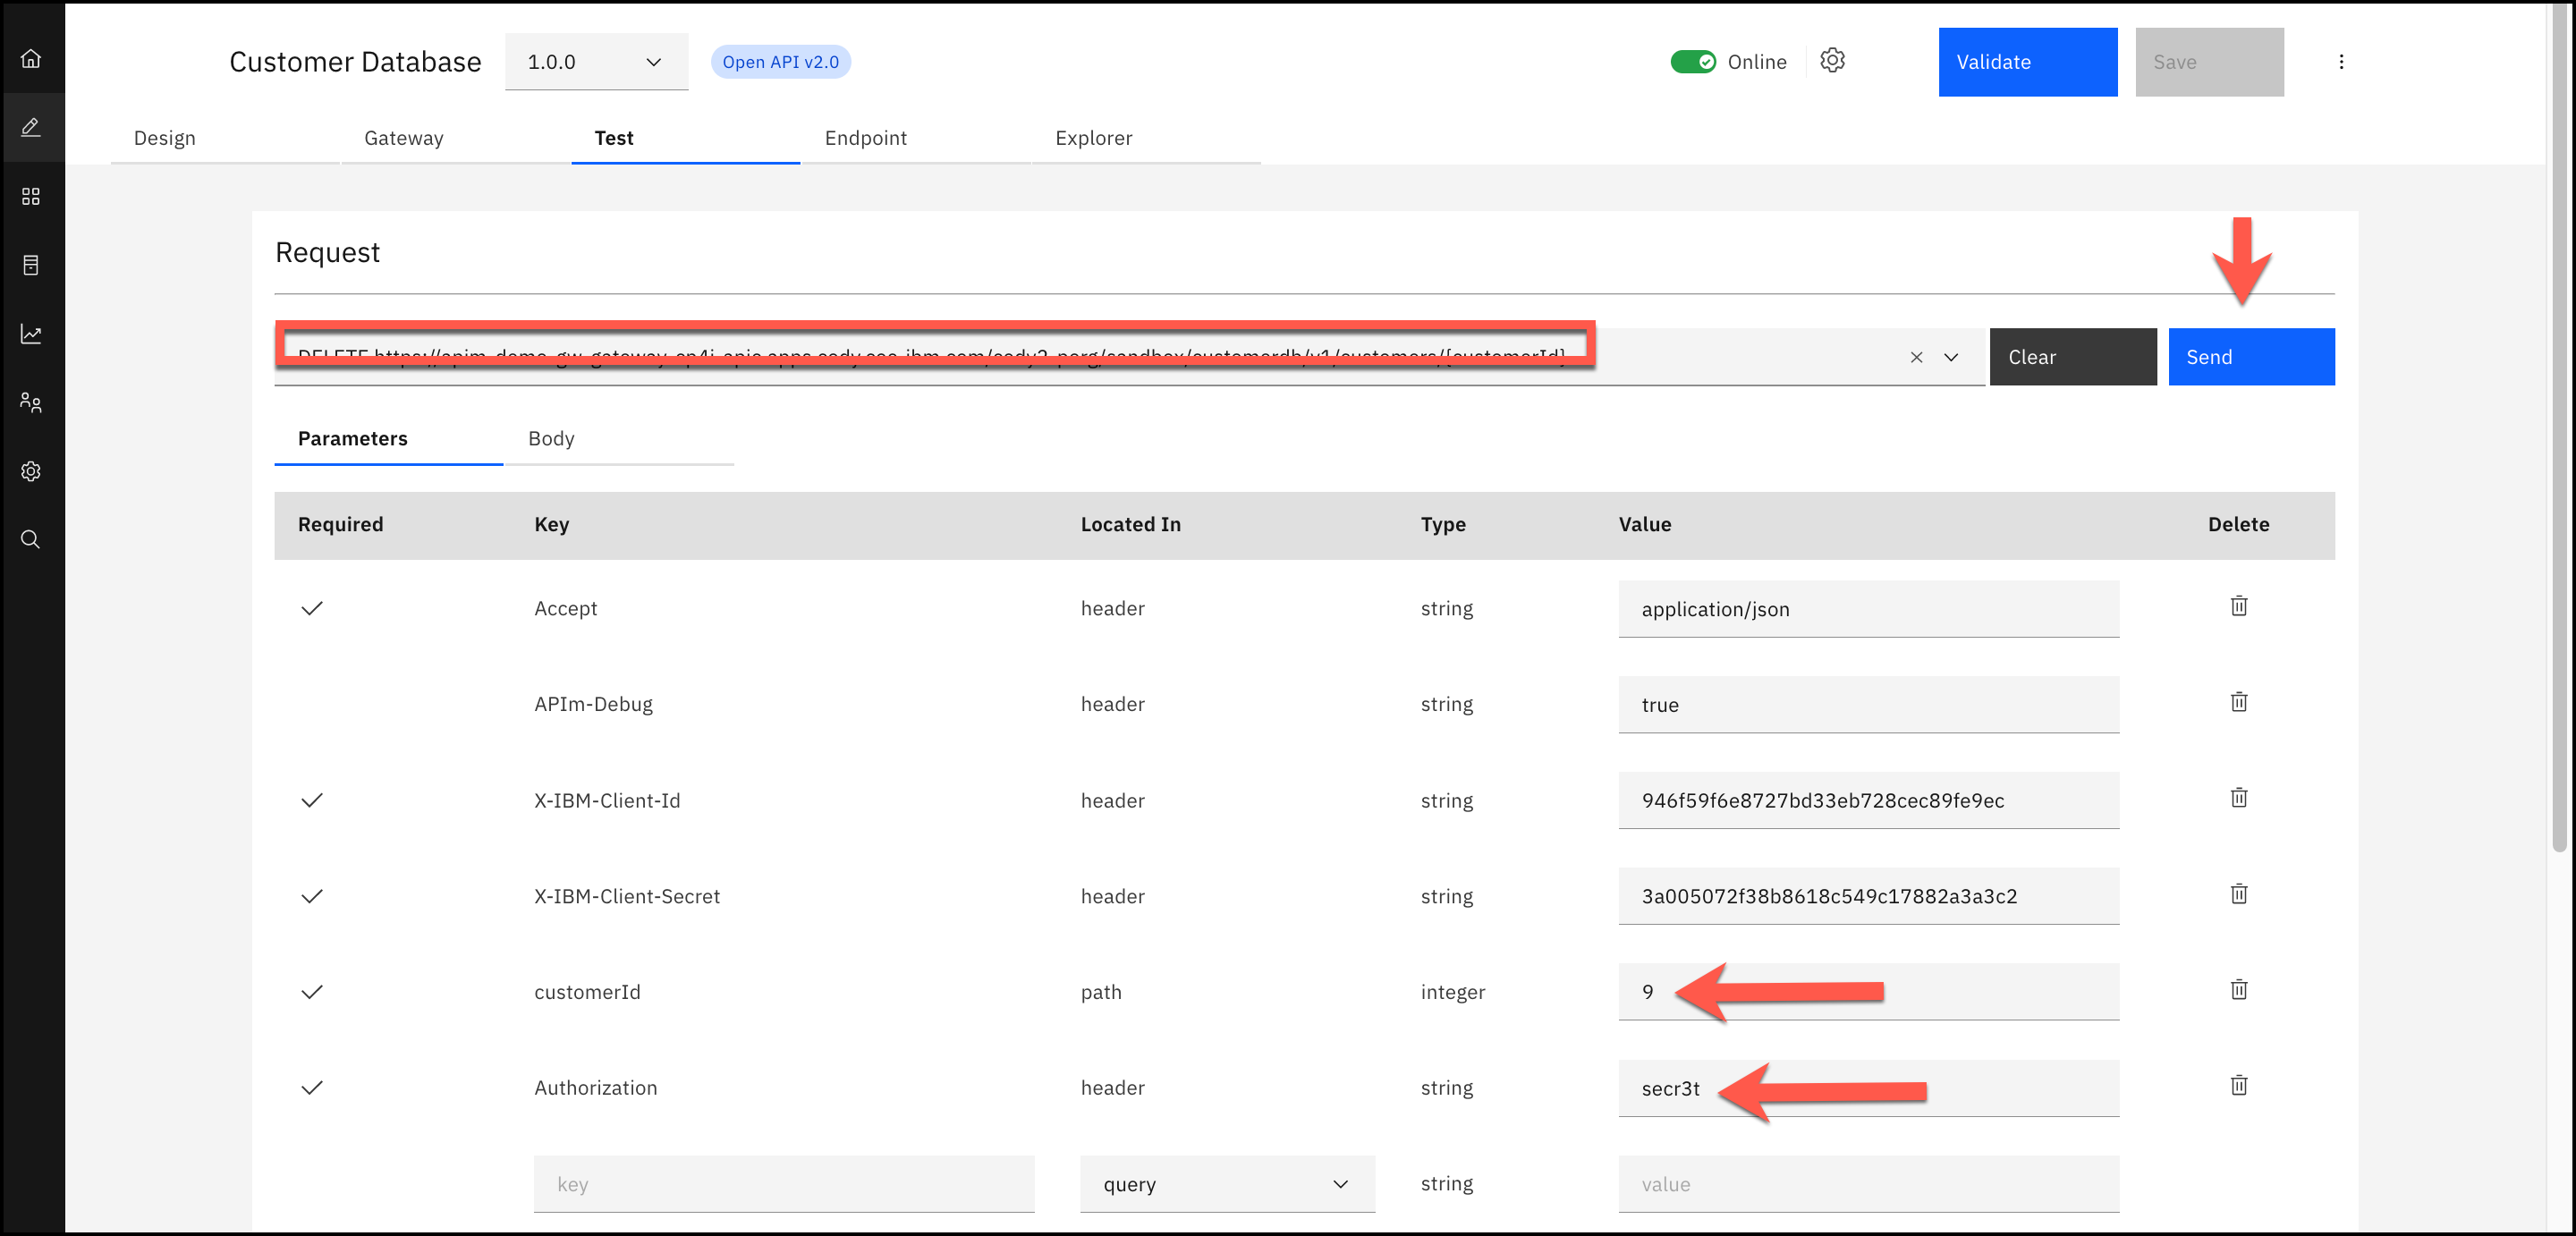 Customer Database 1.0.0 Open API v2.0 Online Validate Save
Design Gateway Test Endpoint Explorer
Request
DELETE Clear Send
Parameters Body
Required Key Located In Type Value Delete
Accept header string application/json
APIm-Debug header string true
X-IBM-Client-Id header string 946f59f6e8727bd33eb728cec89fe9ec
X-IBM-Client-Secret header string 3a005072f38b8618c549c17882a3a3c2
customerId path integer 9
Authorization header string secr3t
key query string value